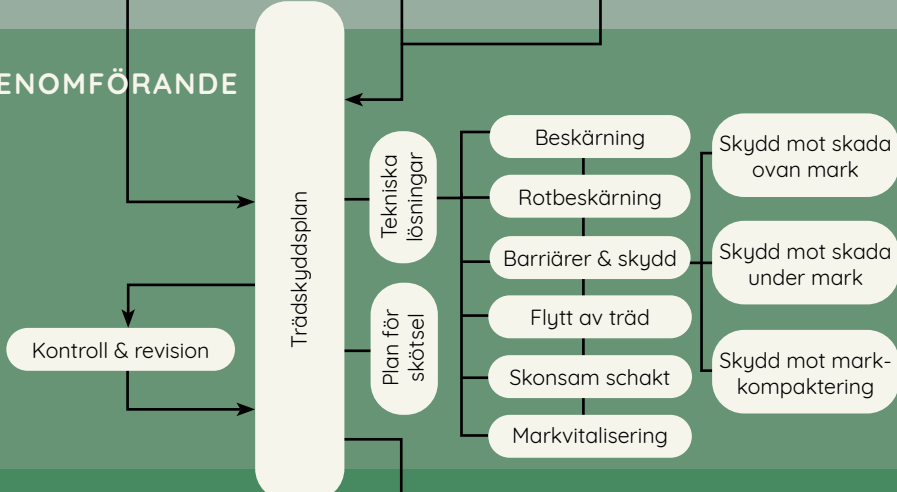 ENOMFÖRANDE
Trädskyddsplan
Kontroll & revision
Tekniska
lösningar
Plan för
skötsel
Beskärning
Rotbeskärning
Barriärer & skydd
Flytt av träd
Skonsam schakt
Markvitalisering
Skydd mot skada
ovan mark
Skydd mot skada
under mark
Skydd mot mark-
kompaktering